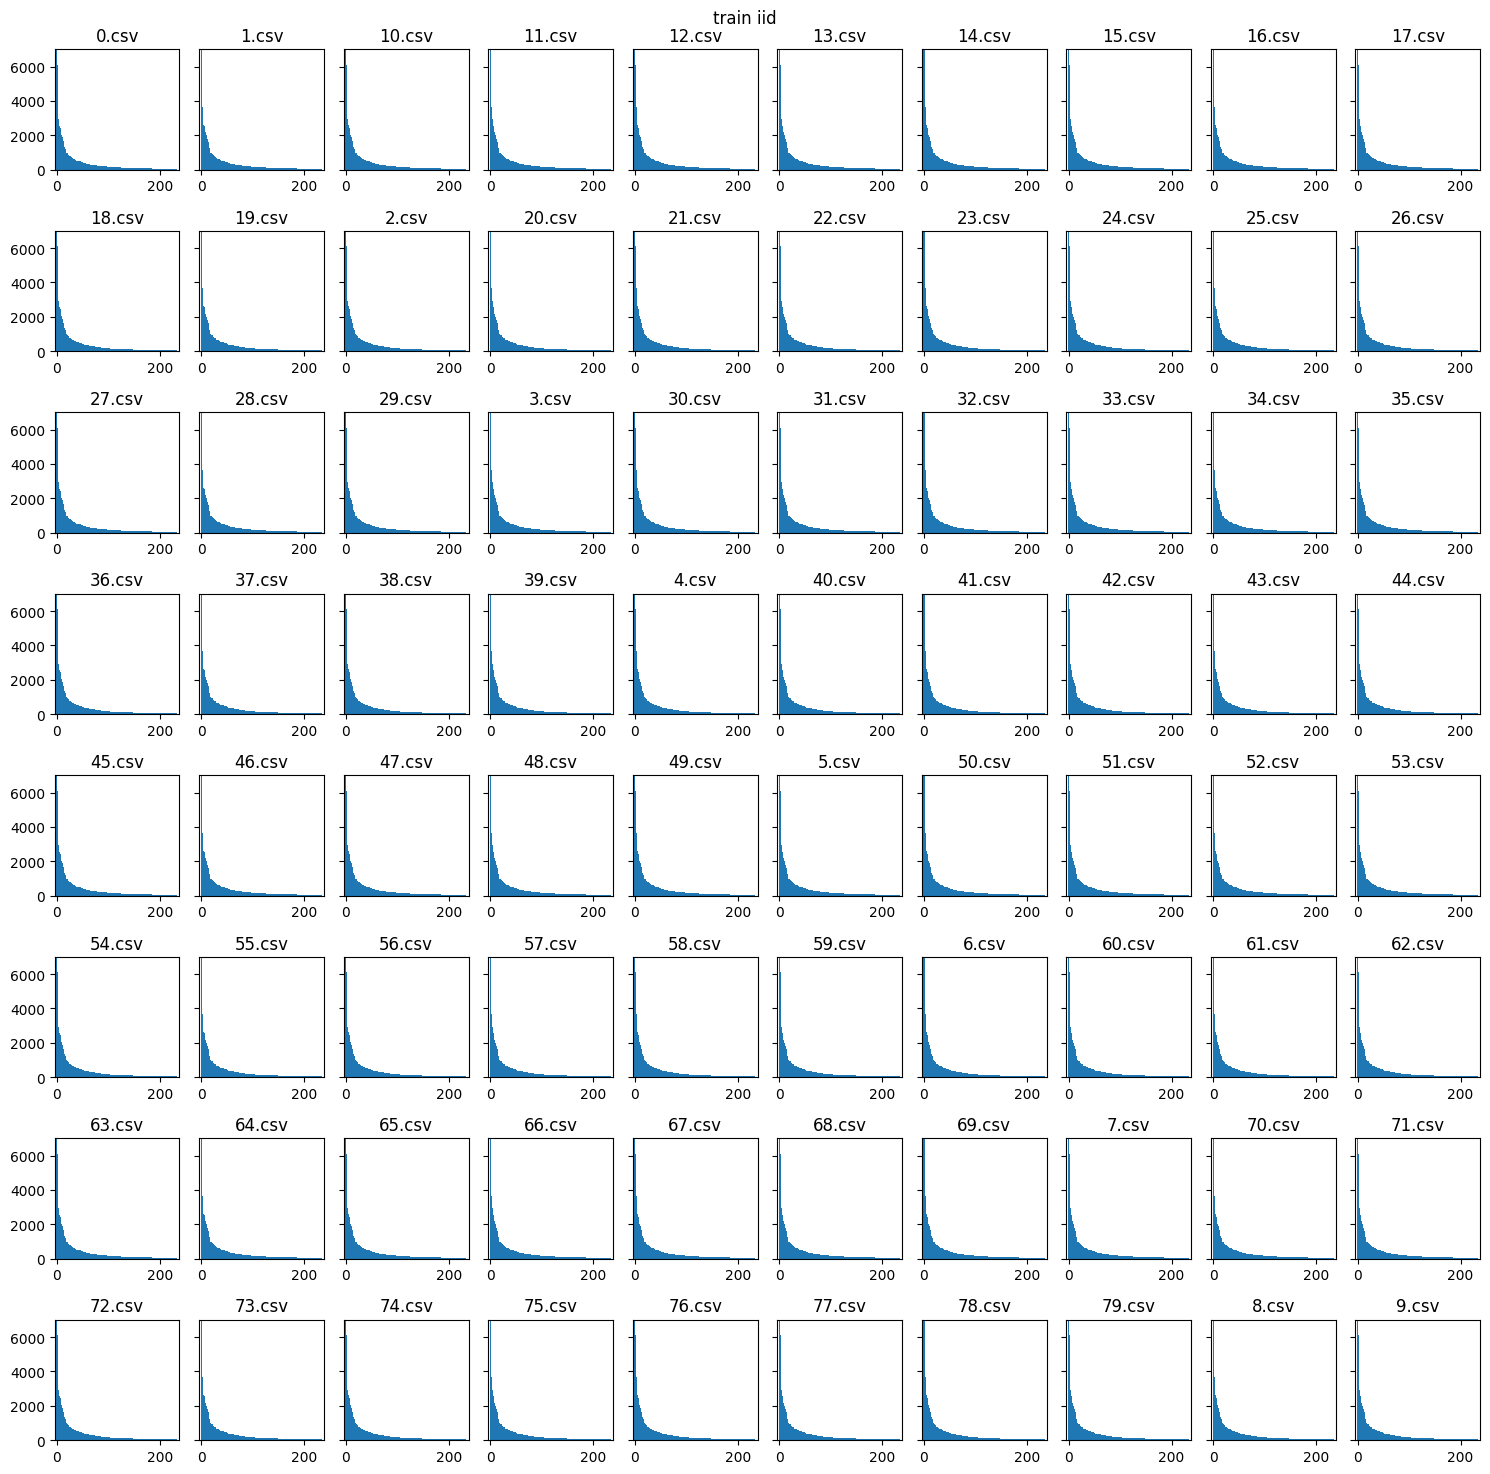 train iid
0.csv 1.csv 10.csv 11.csv 12.csv 13.csv 14.csv 15.csv 16.csv 17.csv
6000
4000
2000
0
0 200 0 200 0 200 0 200 0 200 0 200 0 200 0 200 0 200 0 200
18.csv 19.csv 2.csv 20.csv 21.csv 22.csv 23.csv 24.csv 25.csv 26.csv
6000
4000
2000
0
0 200 0 200 0 200 0 200 0 200 0 200 0 200 0 200 0 200 0 200
27.csv 28.csv 29.csv 3.csv 30.csv 31.csv 32.csv 33.csv 34.csv 35.csv
6000
4000
2000
0
0 200 0 200 0 200 0 200 0 200 0 200 0 200 0 200 0 200 0 200
36.csv 37.csv 38.csv 39.csv 4.csv 40.csv 41.csv 42.csv 43.csv 44.csv
6000
4000
2000
0
0 200 0 200 0 200 0 200 0 200 0 200 0 200 0 200 0 200 0 200
45.csv 46.csv 47.csv 48.csv 49.csv 5.csv 50.csv 51.csv 52.csv 53.csv
6000
4000
2000
0
0 200 0 200 0 200 0 200 0 200 0 200 0 200 0 200 0 200 0 200
54.csv 55.csv 56.csv 57.csv 58.csv 59.csv 6.csv 60.csv 61.csv 62.csv
6000
4000
2000
0
0 200 0 200 0 200 0 200 0 200 0 200 0 200 0 200 0 200 0 200
63.csv 64.csv 65.csv 66.csv 67.csv 68.csv 69.csv 7.csv 70.csv 71.csv
6000
4000
2000
0
0 200 0 200 0 200 0 200 0 200 0 200 0 200 0 200 0 200 0 200
72.csv 73.csv 74.csv 75.csv 76.csv 77.csv 78.csv 79.csv 8.csv 9.csv
6000
4000
2000
0
0 200 0 200 0 200 0 200 0 200 0 200 0 200 0 200 0 200 0 200